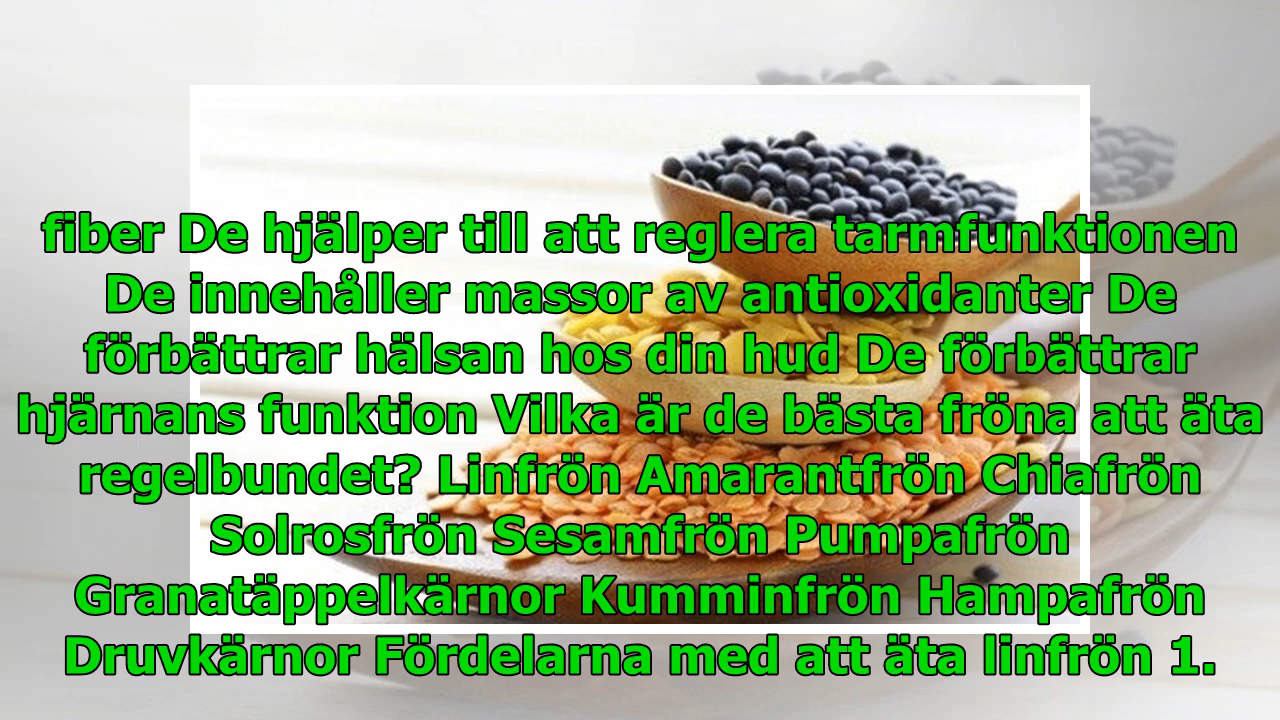 fiber De hjälper till att reglera tarmfunktionen
De innehåller massor av antioxidanter De
förbättrar hälsan hos din hud De förbättrar
hjärnans funktion Vilka är de bästa fröna att äta
regelbundet? Linfrön Amarantfrön Chiafrön
Solrosfrön Sesamfrön Pumpafrön
Granatäppelkärnor Kumminfrön Hampafrön
Druvkärnor Fördelarna med att äta linfrön 1.